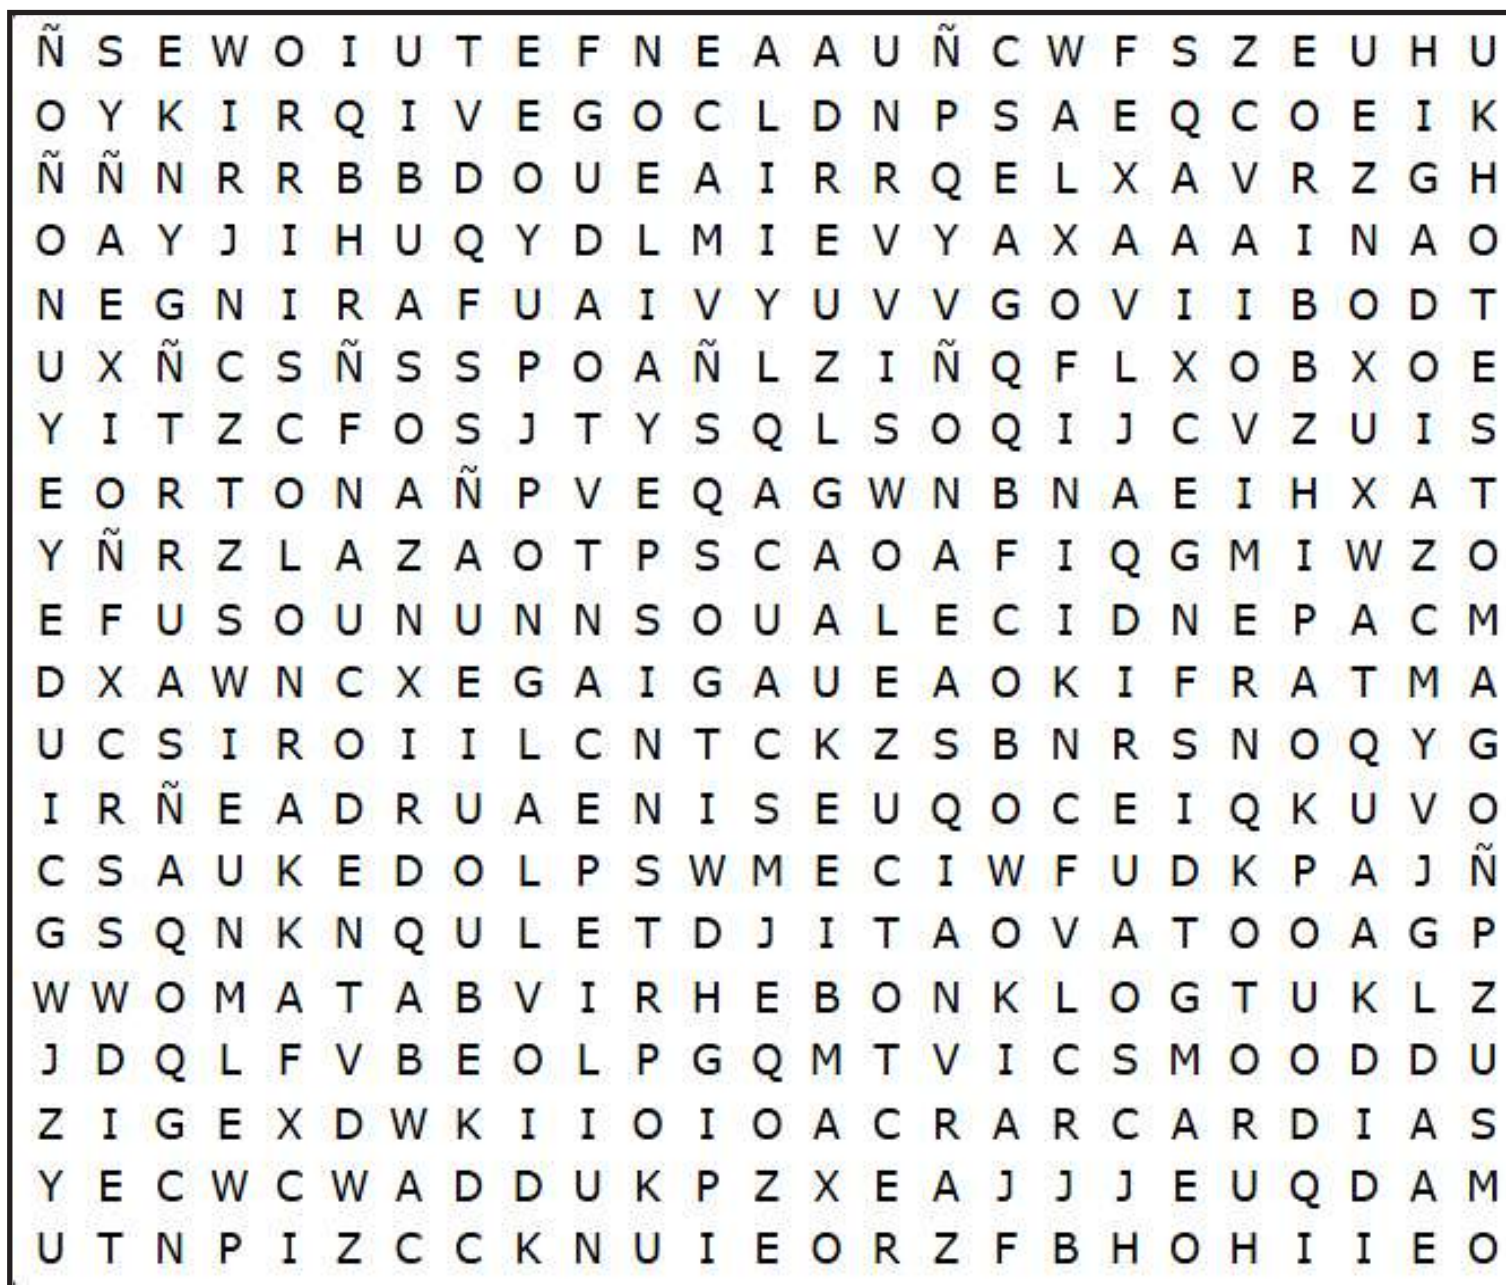 Ñ S E W O I U T E F N E A A U Ñ C W F S Z E U H U
O Y K I R Q I V E G O C L D N P S A E Q C O E I K
Ñ Ñ N R R B B D O U E A I R R Q E L X A V R Z G H
O A Y J I H U Q Y D L M I E V Y A X A A A I N A O
N E G N I R A F U A I V Y U V V G O V I I B O D T
U X Ñ C S Ñ S S P O A Ñ L Z I Ñ Q F L X O B X O E
Y I T Z C F O S J T Y S Q L S O Q I J C V Z U I S
E O R T O N A Ñ P V E Q A G W N B N A E I H X A T
Y Ñ R Z L A Z A O T P S C A O A F I Q G M I W Z O
E F U S O U N U N N S O U A L E C I D N E P A C M
D X A W N C X E G A I G A U E A O K I F R A T M A
U C S I R O I I L C N T C K Z S B N R S N O Q Y G
I R Ñ E A D R U A E N I S E U Q O C E I Q K U V O
C S A U K E D O L P S W M E C I W F U D K P A J Ñ
G S Q N K N Q U L E T D J I T A O V A T O O A G P
W W O M A T A B V I R H E B O N K L O G T U K L Z
J D Q L F V B E O L P G Q M T V I C S M O O D D U
Z I G E X D W K I I O I O A C R A R C A R D I A S
Y E C W C W A D D U K P Z X E A J J J E U Q D A M
U T N P I Z C C K N U I E O R Z F B H O H I I E O